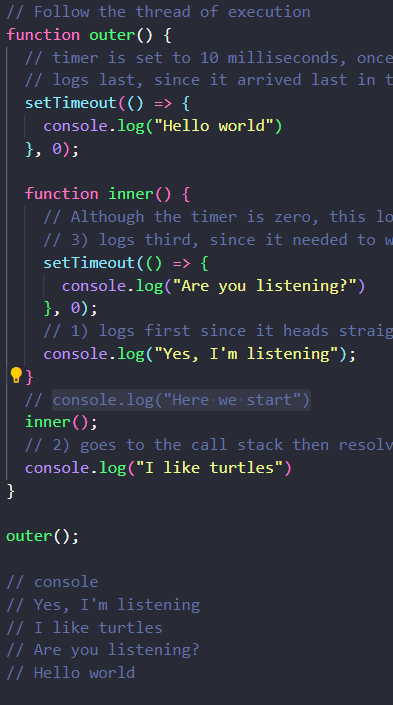 // Follow the thread of execution
function outer() {
// timer is set to 10 milliseconds, once
// logs last, since it arrived last in t
setTimeout(() => {
console.log("Hello world")
}, 0);
function inner() {
// Although the timer is zero, this lo
// 3) logs third, since it needed to w
setTimeout(() => {
console.log("Are you listening?")
}, 0);
// 1) logs first since it heads straig
console.log("Yes, I'm listening");
}
// console.log("Here we start")
inner();
// 2) goes to the call stack then resolv
console.log("I like turtles")
}
outer();
// console
// Yes, I'm listening
// I like turtles
// Are you listening?
// Hello world